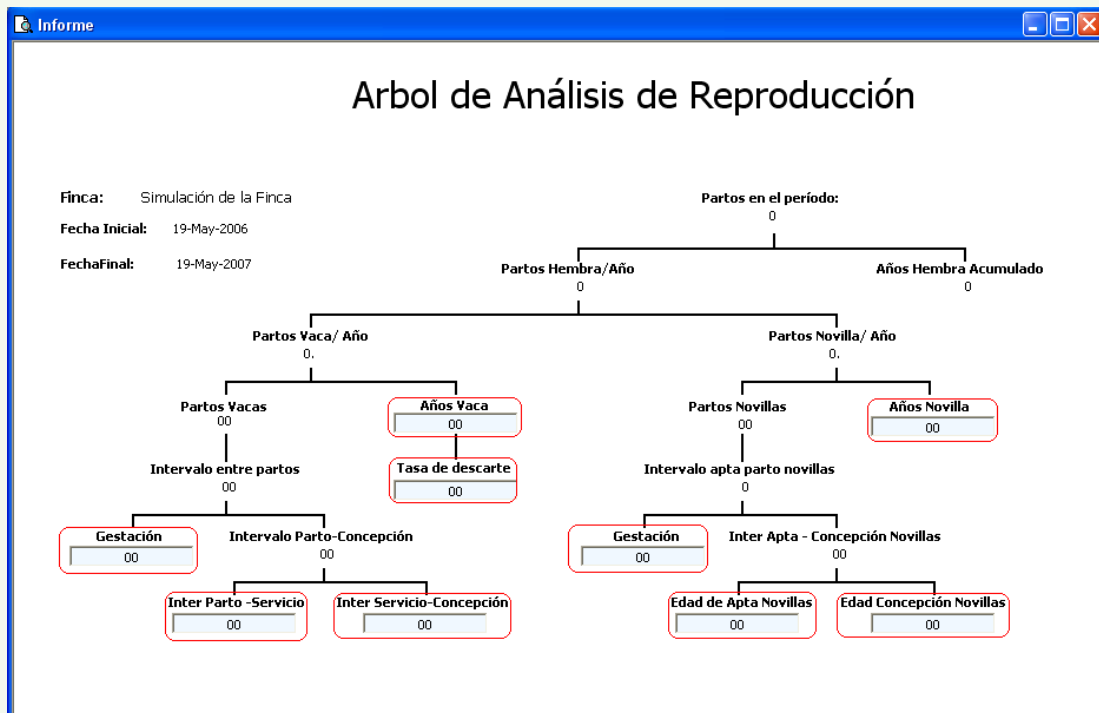 Informe
Arbol de Análisis de Reproducción
Finca: Simulación de la Finca
Partos en el período:
0
Fecha Inicial: 19-May-2006
FechaFinal: 19-May-2007
Partos Hembra/Año
0
Años Hembra Acumulado
0
Partos Vaca/ Año
0.
Partos Novilla/ Año
0.
Partos Vacas
00
Años Vaca
00
Partos Novillas
00
Años Novilla
00
Intervalo entre partos
00
Tasa de descarte
00
Intervalo apta parto novillas
0
Gestación
00
Intervalo Parto-Concepción
00
Gestación
00
Inter Apta - Concepción Novillas
00
Inter Parto -Servicio
00
Inter Servicio-Concepción
00
Edad de Apta Novillas
00
Edad Concepción Novillas
00